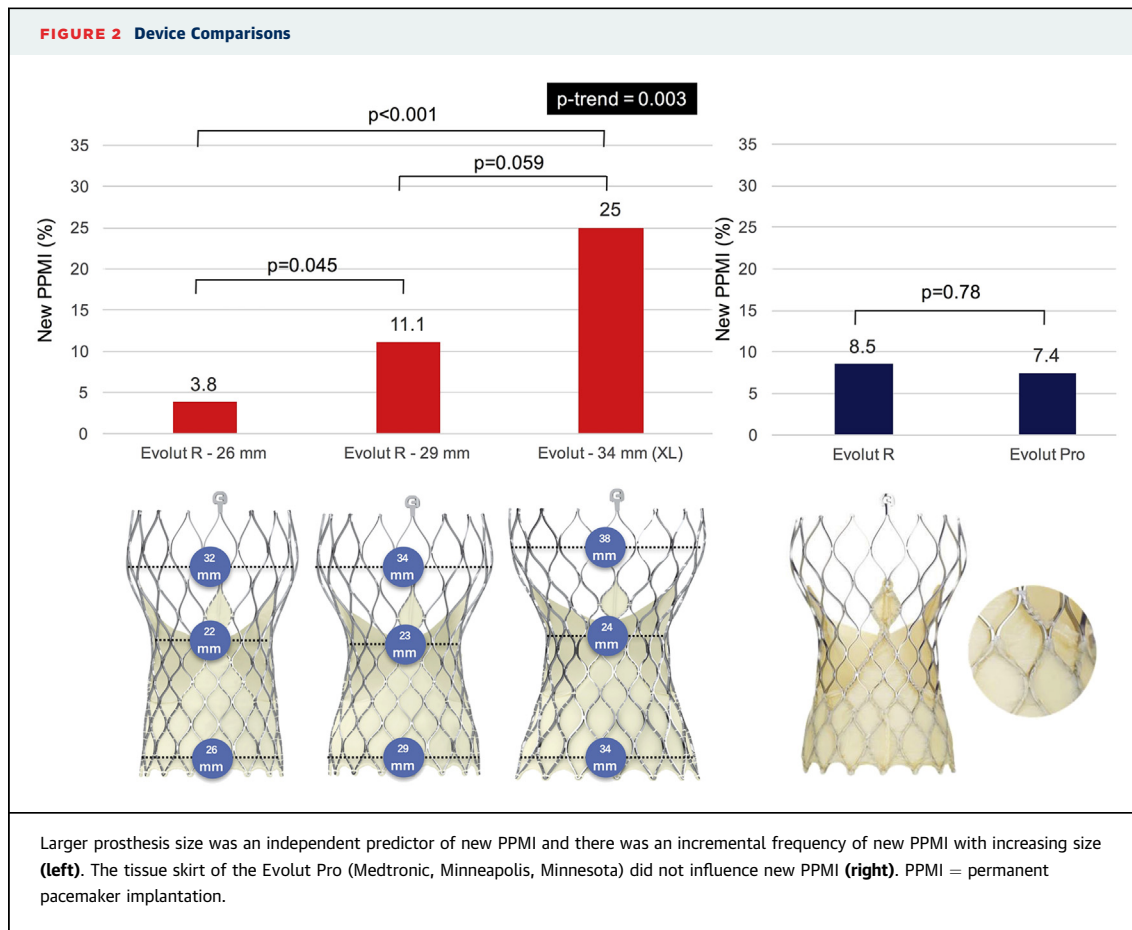 FIGURE 2 Device Comparisons
p-trend = 0.003
p<0.001
p=0.059
p=0.045
New PPMI (%)
35
30
25
20
15
10
5
0
3.8
11.1
25
Evolut R - 26 mm
Evolut R - 29 mm
Evolut - 34 mm (XL)
New PPMI (%)
35
30
25
20
15
10
5
0
p=0.78
8.5
7.4
Evolut R
Evolut Pro
32
mm
22
mm
26
mm
34
mm
23
mm
29
mm
38
mm
24
mm
34
mm
Larger prosthesis size was an independent predictor of new PPMI and there was an incremental frequency of new PPMI with increasing size
(left). The tissue skirt of the Evolut Pro (Medtronic, Minneapolis, Minnesota) did not influence new PPMI (right). PPMI = permanent
pacemaker implantation.